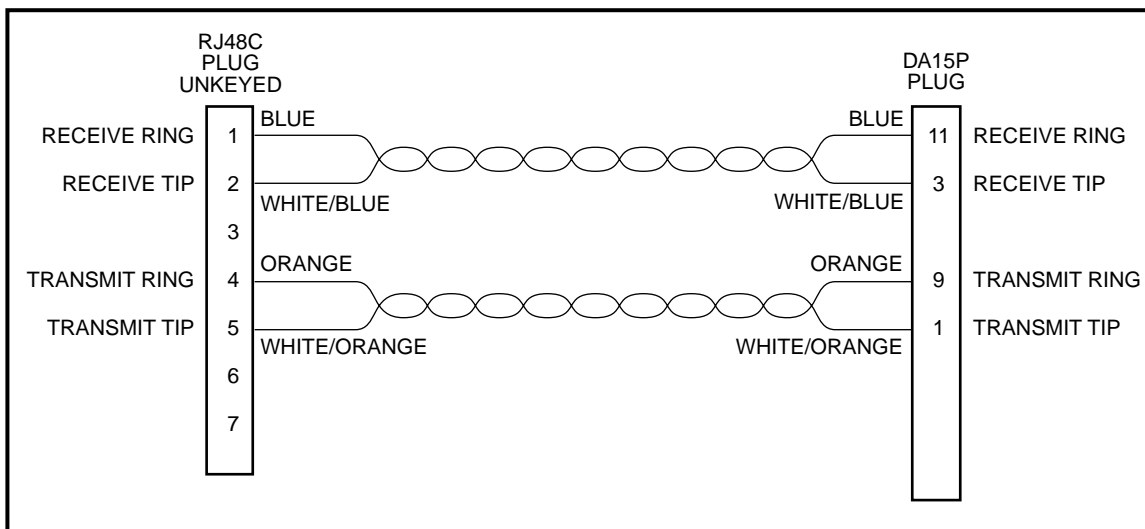 RJ48C
PLUG
UNKEYED
DA15P
PLUG
BLUE
BLUE
RECEIVE RING
1
11
RECEIVE RING
RECEIVE TIP
2
3
RECEIVE TIP
WHITE/BLUE
WHITE/BLUE
3
ORANGE
ORANGE
TRANSMIT RING
4
9
TRANSMIT RING
TRANSMIT TIP
5
1
TRANSMIT TIP
WHITE/ORANGE
WHITE/ORANGE
6
7